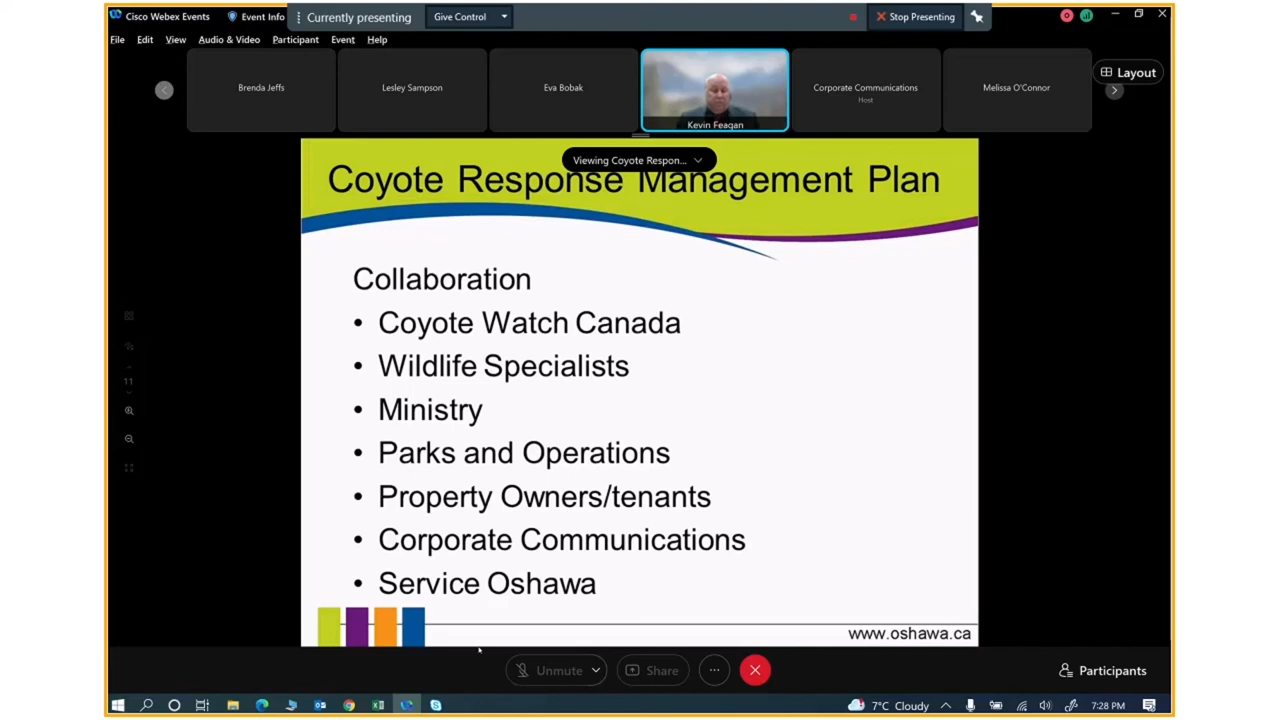 Cisco Webex Events
Event Info
Currently presenting
Give Control
Stop Presenting
File Edit View Audio & Video Participant Event Help
Layout
Brenda Jeffs
Lesley Sampson
Eva Bobak
Kevin Feagan
Corporate Communications
Host
Melissa O'Connor
Viewing Coyote Respon...
Coyote Response Management Plan
Collaboration
• Coyote Watch Canada
• Wildlife Specialists
• Ministry
• Parks and Operations
• Property Owners/tenants
• Corporate Communications
• Service Oshawa
11
www.oshawa.ca
Unmute
Share
Participants
7°C Cloudy
7:28 PM